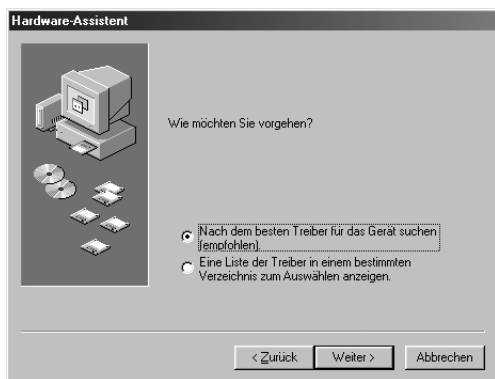 Hardware-Assistent
Wie möchten Sie vorgehen?
Nach dem besten Treiber für das Gerät suchen
(empfohlen).
Eine Liste der Treiber in einem bestimmten
Verzeichnis zum Auswählen anzeigen.
< Zurück
Weiter >
Abbrechen